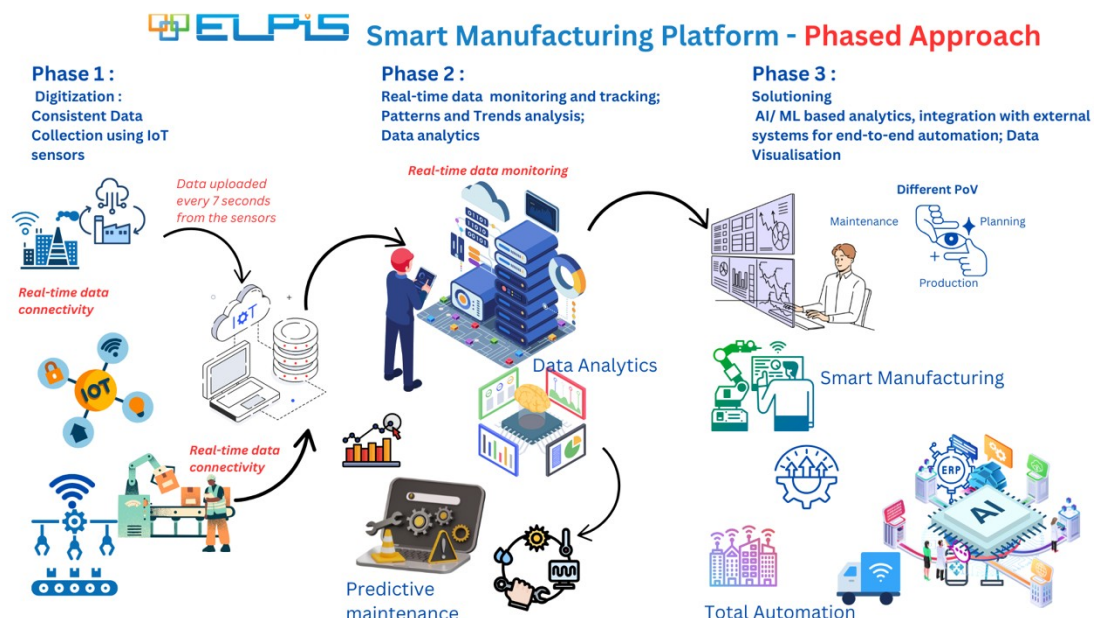 ELPiS
Smart Manufacturing Platform - Phased Approach
Phase 1 :
Digitization :
Consistent Data
Collection using IoT
sensors
Data uploaded
every 7 seconds
from the sensors
Real-time data
connectivity
IoT
IOT
Real-time data
connectivity
Phase 2 :
Real-time data monitoring and tracking;
Patterns and Trends analysis;
Data analytics
Real-time data monitoring
01101
11010
00101
Data Analytics
Predictive
maintenance
Phase 3 :
Solutioning
AI/ ML based analytics, integration with external
systems for end-to-end automation; Data
Visualisation
Different PoV
Maintenance
Planning
Production
Smart Manufacturing
ERP
AI
Total Automation